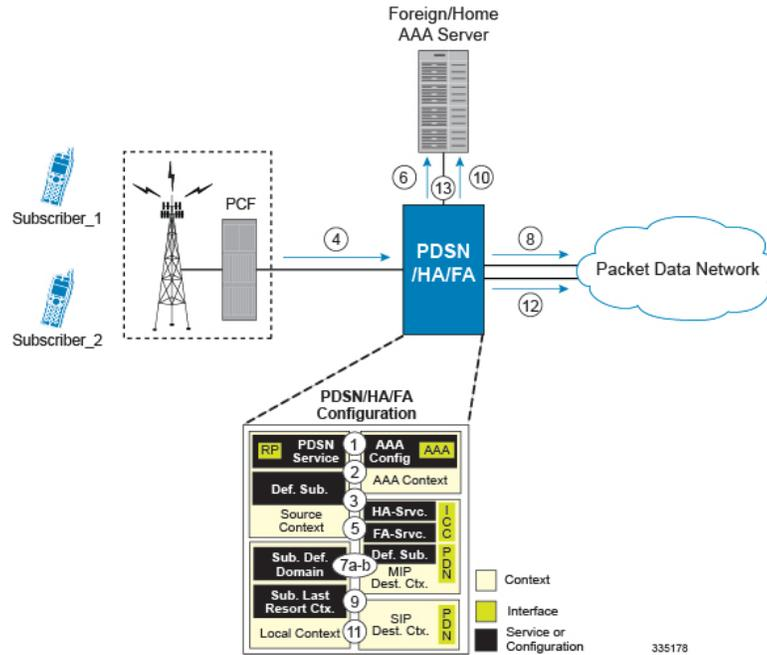 Foreign/Home
AAA Server
6
13
10
Subscriber_1
Subscriber_2
PCF
4
PDSN
/HA/FA
8
12
Packet Data Network
PDSN/HA/FA
Configuration
RP
PDSN
Service
1
AAA
Config
AAA
2
AAA Context
Def. Sub.
3
Source
Context
5
HA-Srvc.
FA-Srvc.
ICC
Sub. Def.
Domain
7a-b
Def. Sub.
MIP
Dest. Ctx.
PDN
Sub. Last
Resort Ctx.
9
Local Context
11
SIP
Dest. Ctx.
PDN
Context
Interface
Service or
Configuration
335178